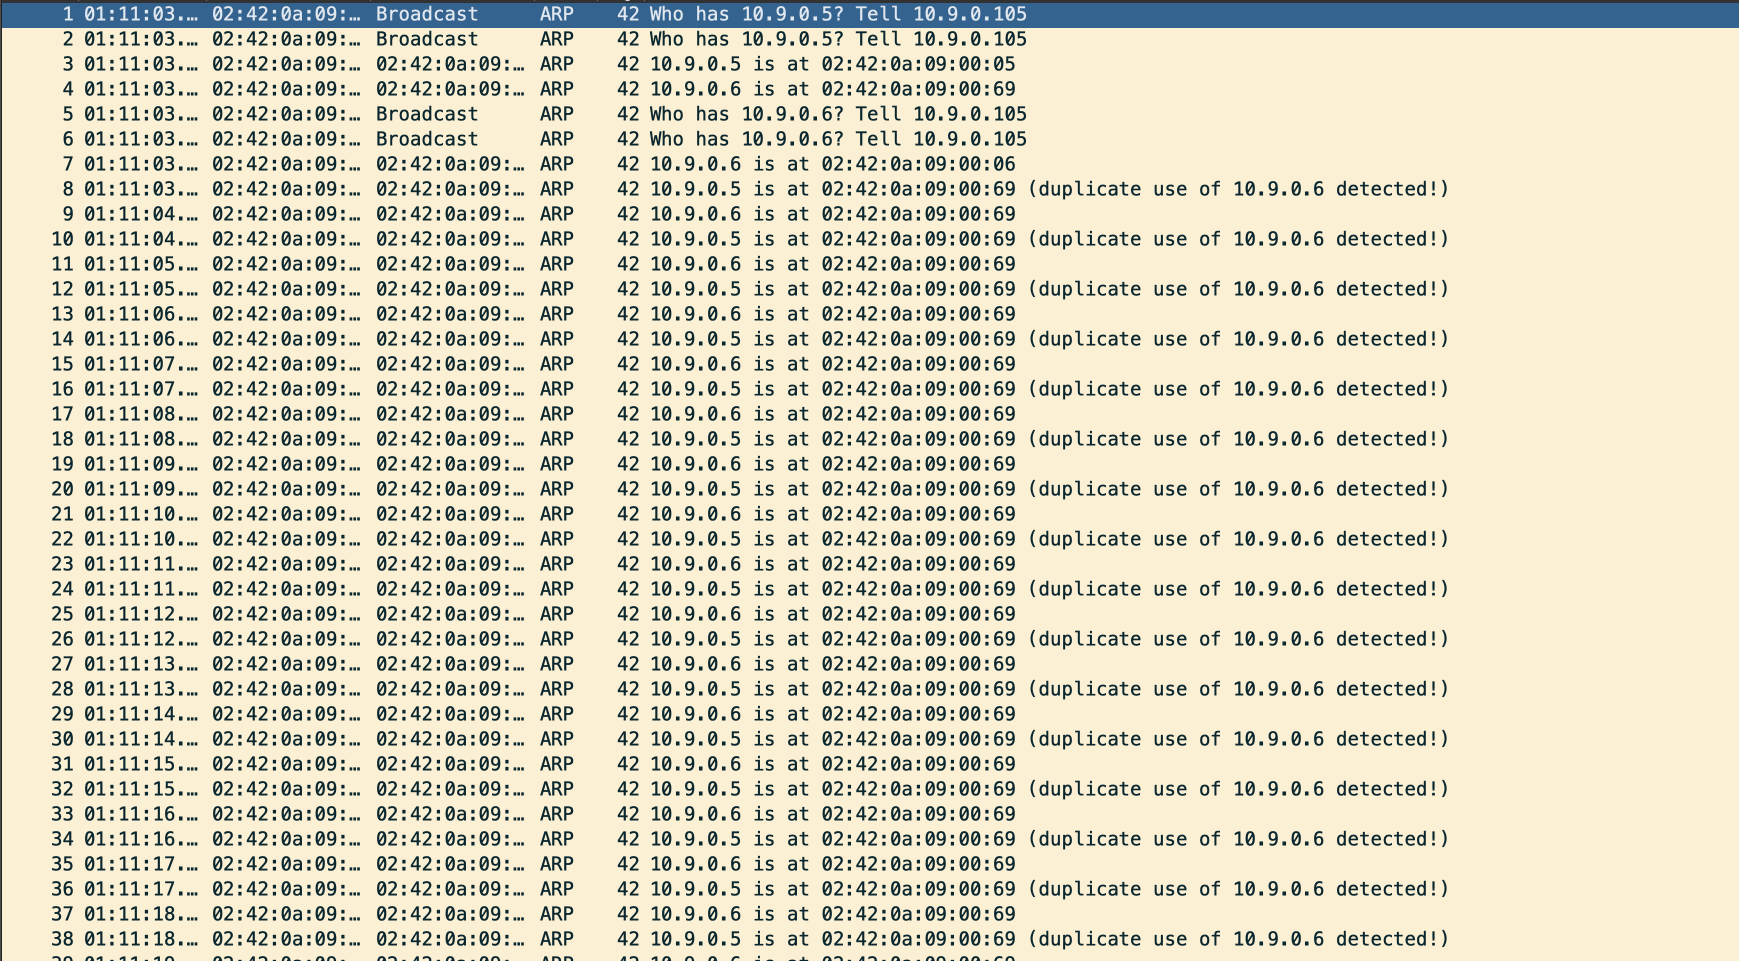 1 01:11:03.… 02:42:0a:09:… Broadcast ARP 42 Who has 10.9.0.5? Tell 10.9.0.105
2 01:11:03.… 02:42:0a:09:… Broadcast ARP 42 Who has 10.9.0.5? Tell 10.9.0.105
3 01:11:03.… 02:42:0a:09:… 02:42:0a:09:… ARP 42 10.9.0.5 is at 02:42:0a:09:00:05
4 01:11:03.… 02:42:0a:09:… 02:42:0a:09:… ARP 42 10.9.0.6 is at 02:42:0a:09:00:69
5 01:11:03.… 02:42:0a:09:… Broadcast ARP 42 Who has 10.9.0.6? Tell 10.9.0.105
6 01:11:03.… 02:42:0a:09:… Broadcast ARP 42 Who has 10.9.0.6? Tell 10.9.0.105
7 01:11:03.… 02:42:0a:09:… 02:42:0a:09:… ARP 42 10.9.0.6 is at 02:42:0a:09:00:06
8 01:11:03.… 02:42:0a:09:… 02:42:0a:09:… ARP 42 10.9.0.5 is at 02:42:0a:09:00:69 (duplicate use of 10.9.0.6 detected!)
9 01:11:04.… 02:42:0a:09:… 02:42:0a:09:… ARP 42 10.9.0.6 is at 02:42:0a:09:00:69
10 01:11:04.… 02:42:0a:09:… 02:42:0a:09:… ARP 42 10.9.0.5 is at 02:42:0a:09:00:69 (duplicate use of 10.9.0.6 detected!)
11 01:11:05.… 02:42:0a:09:… 02:42:0a:09:… ARP 42 10.9.0.6 is at 02:42:0a:09:00:69
12 01:11:05.… 02:42:0a:09:… 02:42:0a:09:… ARP 42 10.9.0.5 is at 02:42:0a:09:00:69 (duplicate use of 10.9.0.6 detected!)
13 01:11:06.… 02:42:0a:09:… 02:42:0a:09:… ARP 42 10.9.0.6 is at 02:42:0a:09:00:69
14 01:11:06.… 02:42:0a:09:… 02:42:0a:09:… ARP 42 10.9.0.5 is at 02:42:0a:09:00:69 (duplicate use of 10.9.0.6 detected!)
15 01:11:07.… 02:42:0a:09:… 02:42:0a:09:… ARP 42 10.9.0.6 is at 02:42:0a:09:00:69
16 01:11:07.… 02:42:0a:09:… 02:42:0a:09:… ARP 42 10.9.0.5 is at 02:42:0a:09:00:69 (duplicate use of 10.9.0.6 detected!)
17 01:11:08.… 02:42:0a:09:… 02:42:0a:09:… ARP 42 10.9.0.6 is at 02:42:0a:09:00:69
18 01:11:08.… 02:42:0a:09:… 02:42:0a:09:… ARP 42 10.9.0.5 is at 02:42:0a:09:00:69 (duplicate use of 10.9.0.6 detected!)
19 01:11:09.… 02:42:0a:09:… 02:42:0a:09:… ARP 42 10.9.0.6 is at 02:42:0a:09:00:69
20 01:11:09.… 02:42:0a:09:… 02:42:0a:09:… ARP 42 10.9.0.5 is at 02:42:0a:09:00:69 (duplicate use of 10.9.0.6 detected!)
21 01:11:10.… 02:42:0a:09:… 02:42:0a:09:… ARP 42 10.9.0.6 is at 02:42:0a:09:00:69
22 01:11:10.… 02:42:0a:09:… 02:42:0a:09:… ARP 42 10.9.0.5 is at 02:42:0a:09:00:69 (duplicate use of 10.9.0.6 detected!)
23 01:11:11.… 02:42:0a:09:… 02:42:0a:09:… ARP 42 10.9.0.6 is at 02:42:0a:09:00:69
24 01:11:11.… 02:42:0a:09:… 02:42:0a:09:… ARP 42 10.9.0.5 is at 02:42:0a:09:00:69 (duplicate use of 10.9.0.6 detected!)
25 01:11:12.… 02:42:0a:09:… 02:42:0a:09:… ARP 42 10.9.0.6 is at 02:42:0a:09:00:69
26 01:11:12.… 02:42:0a:09:… 02:42:0a:09:… ARP 42 10.9.0.5 is at 02:42:0a:09:00:69 (duplicate use of 10.9.0.6 detected!)
27 01:11:13.… 02:42:0a:09:… 02:42:0a:09:… ARP 42 10.9.0.6 is at 02:42:0a:09:00:69
28 01:11:13.… 02:42:0a:09:… 02:42:0a:09:… ARP 42 10.9.0.5 is at 02:42:0a:09:00:69 (duplicate use of 10.9.0.6 detected!)
29 01:11:14.… 02:42:0a:09:… 02:42:0a:09:… ARP 42 10.9.0.6 is at 02:42:0a:09:00:69
30 01:11:14.… 02:42:0a:09:… 02:42:0a:09:… ARP 42 10.9.0.5 is at 02:42:0a:09:00:69 (duplicate use of 10.9.0.6 detected!)
31 01:11:15.… 02:42:0a:09:… 02:42:0a:09:… ARP 42 10.9.0.6 is at 02:42:0a:09:00:69
32 01:11:15.… 02:42:0a:09:… 02:42:0a:09:… ARP 42 10.9.0.5 is at 02:42:0a:09:00:69 (duplicate use of 10.9.0.6 detected!)
33 01:11:16.… 02:42:0a:09:… 02:42:0a:09:… ARP 42 10.9.0.6 is at 02:42:0a:09:00:69
34 01:11:16.… 02:42:0a:09:… 02:42:0a:09:… ARP 42 10.9.0.5 is at 02:42:0a:09:00:69 (duplicate use of 10.9.0.6 detected!)
35 01:11:17.… 02:42:0a:09:… 02:42:0a:09:… ARP 42 10.9.0.6 is at 02:42:0a:09:00:69
36 01:11:17.… 02:42:0a:09:… 02:42:0a:09:… ARP 42 10.9.0.5 is at 02:42:0a:09:00:69 (duplicate use of 10.9.0.6 detected!)
37 01:11:18.… 02:42:0a:09:… 02:42:0a:09:… ARP 42 10.9.0.6 is at 02:42:0a:09:00:69
38 01:11:18.… 02:42:0a:09:… 02:42:0a:09:… ARP 42 10.9.0.5 is at 02:42:0a:09:00:69 (duplicate use of 10.9.0.6 detected!)